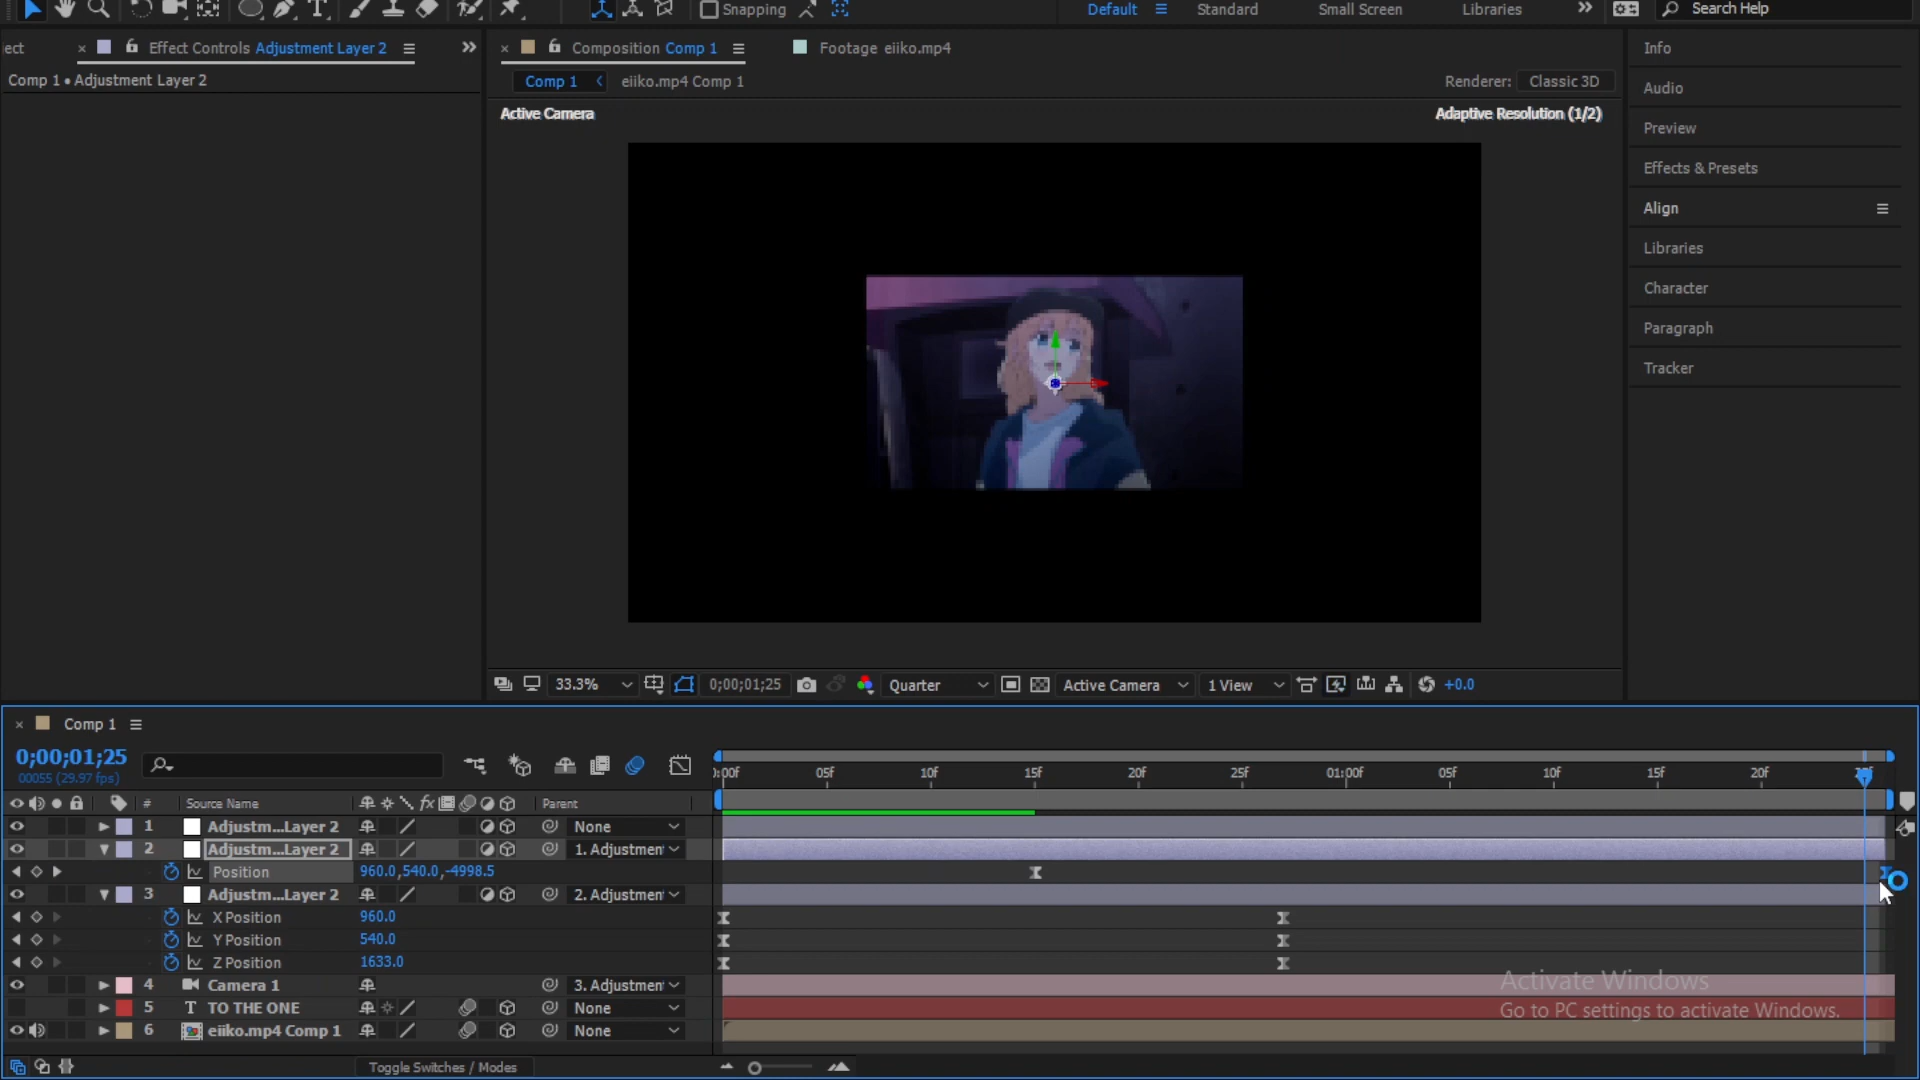 Snapping
Default
Standard
Small Screen
Libraries
Search Help
ect
Effect Controls Adjustment Layer 2
Composition Comp 1
Footage eiiko.mp4
Comp 1 • Adjustment Layer 2
Comp 1
eiiko.mp4 Comp 1
Renderer: Classic 3D
Active Camera
Adaptive Resolution (1/2)
Info
Audio
Preview
Effects & Presets
Align
Libraries
Character
Paragraph
Tracker
33.3%
0;00;01;25
Quarter
Active Camera
1 View
+0.0
Comp 1
0;00;01;25
00055 (29.97 fps)
):00f 05f 10f 15f 20f 25f 01:00f 05f 10f 15f 20f
# Source Name
fx
Parent
1 Adjustm...Layer 2 None
2 Adjustm...Layer 2 1. Adjustment
Position 960.0,540.0,-4998.5
3 Adjustm...Layer 2 2. Adjustment
X Position 960.0
Y Position 540.0
Z Position 1633.0
4 Camera 1 3. Adjustment
5 T TO THE ONE None
6 eiiko.mp4 Comp 1 None
Toggle Switches / Modes
Activate Windows
Go to PC settings to activate Windows.